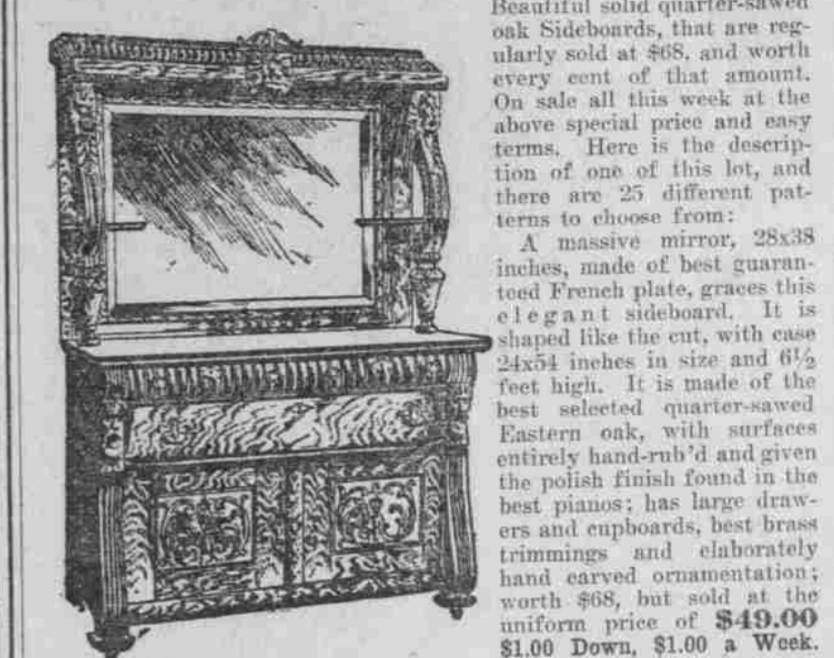 Beautiful solid quarter-sawed
oak Sideboards, that are reg-
ularly sold at $68, and worth
every cent of that amount.
On sale all this week at the
above special price and easy
terms. Here is the descrip-
tion of one of this lot, and
there are 25 different pat-
terns to choose from:
A massive mirror, 28x38
inches, made of best guaran-
teed French plate, graces this
elegant sideboard. It is
shaped like the cut, with case
24x54 inches in size and 6½
feet high. It is made of the
best selected quarter-sawed
Eastern oak, with surfaces
entirely hand-rub'd and given
the polish finish found in the
best pianos; has large draw-
ers and cupboards, best brass
trimmings and elaborately
hand carved ornamentation;
worth $68, but sold at the
uniform price of $49.00
$1.00 Down, $1.00 a Week.